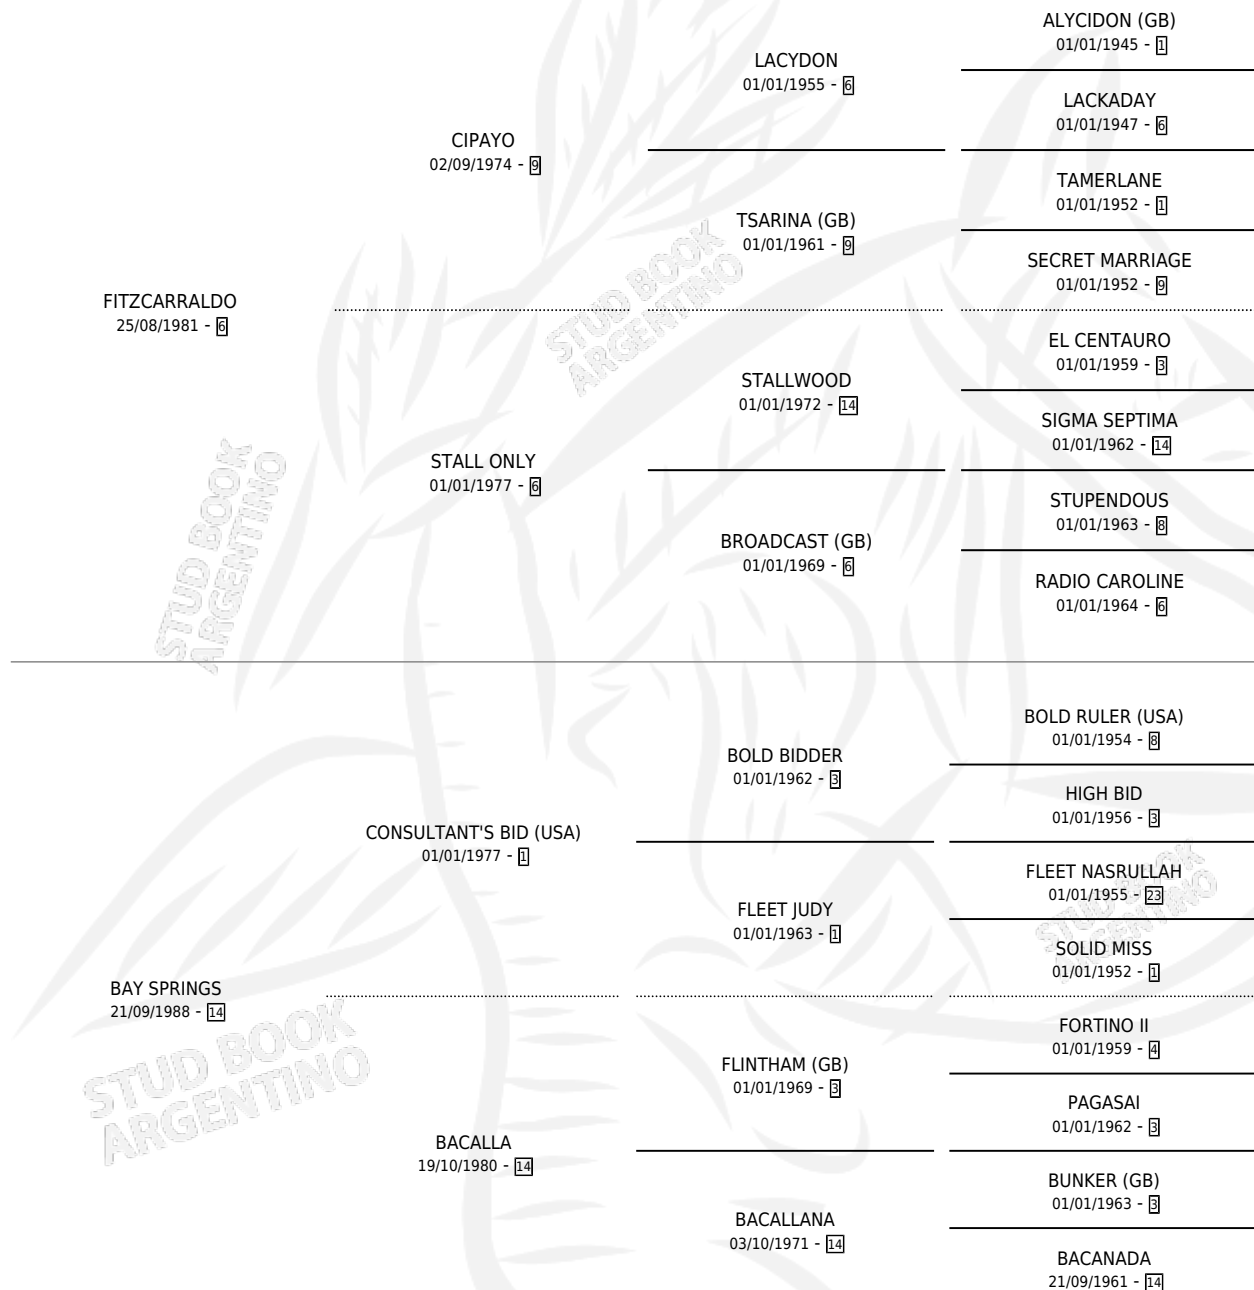 ALYCIDON (GB)
01/01/1945 - 1
LACYDON
01/01/1955 - 6
LACKADAY
01/01/1947 - 6
CIPAYO
02/09/1974 - 9
TAMERLANE
01/01/1952 - 1
TSARINA (GB)
01/01/1961 - 9
SECRET MARRIAGE
01/01/1952 - 9
FITZCARRALDO
25/08/1981 - 6
EL CENTAURO
01/01/1959 - 3
STALLWOOD
01/01/1972 - 14
SIGMA SEPTIMA
01/01/1962 - 14
STALL ONLY
01/01/1977 - 6
STUPENDOUS
01/01/1963 - 8
BROADCAST (GB)
01/01/1969 - 6
RADIO CAROLINE
01/01/1964 - 6
BOLD RULER (USA)
01/01/1954 - 8
BOLD BIDDER
01/01/1962 - 3
HIGH BID
01/01/1956 - 3
CONSULTANT'S BID (USA)
01/01/1977 - 1
FLEET NASRULLAH
01/01/1955 - 23
FLEET JUDY
01/01/1963 - 1
SOLID MISS
01/01/1952 - 1
BAY SPRINGS
21/09/1988 - 14
FORTINO II
01/01/1959 - 4
FLINTHAM (GB)
01/01/1969 - 3
PAGASAI
01/01/1962 - 3
BACALLA
19/10/1980 - 14
BUNKER (GB)
01/01/1963 - 3
BACALLANA
03/10/1971 - 14
BACANADA
21/09/1961 - 14
STUD BOOK
ARGENTINO
STUD BOOK
ARGENTINO
STUD BOOK
ARGENTINO
STUD BOOK
ARGENTINO